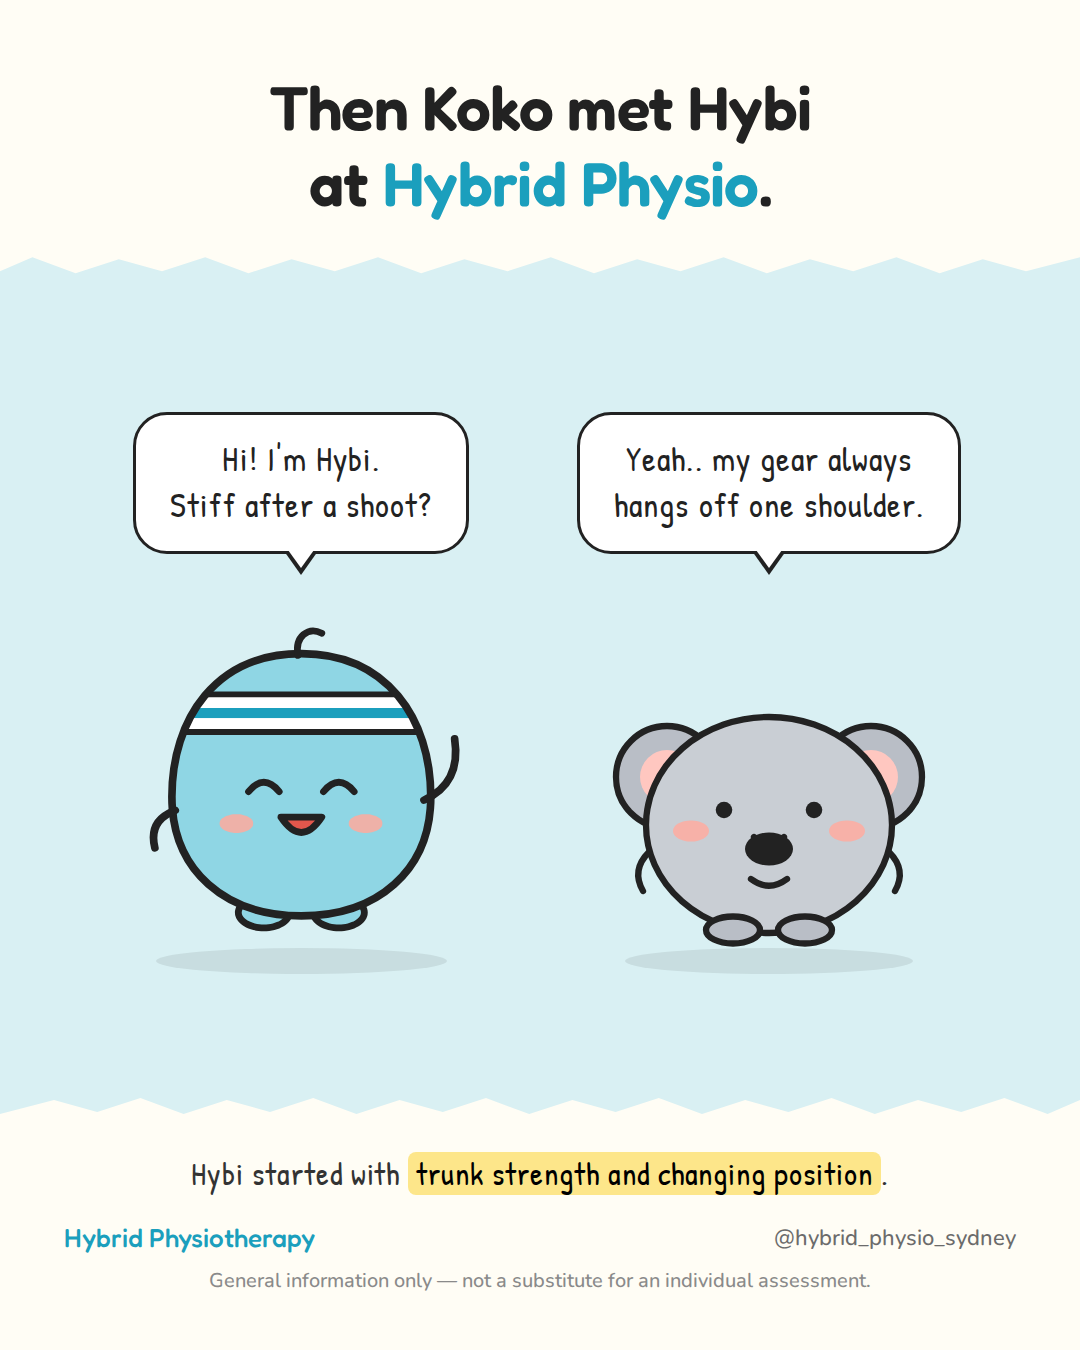 Then Koko met Hybi
at Hybrid Physio.
Hi! I'm Hybi.
Stiff after a shoot?
Yeah.. my gear always
hangs off one shoulder.
Hybi started with trunk strength and changing position.
Hybrid Physiotherapy
@hybrid_physio_sydney
General information only — not a substitute for an individual assessment.